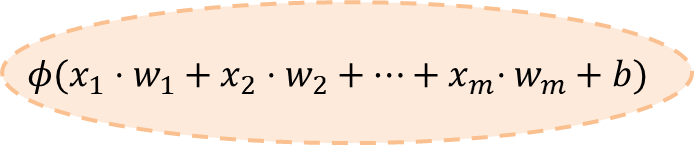 ϕ(x₁ · w₁ + x₂ · w₂ + ⋯ + xₘ· wₘ + b)